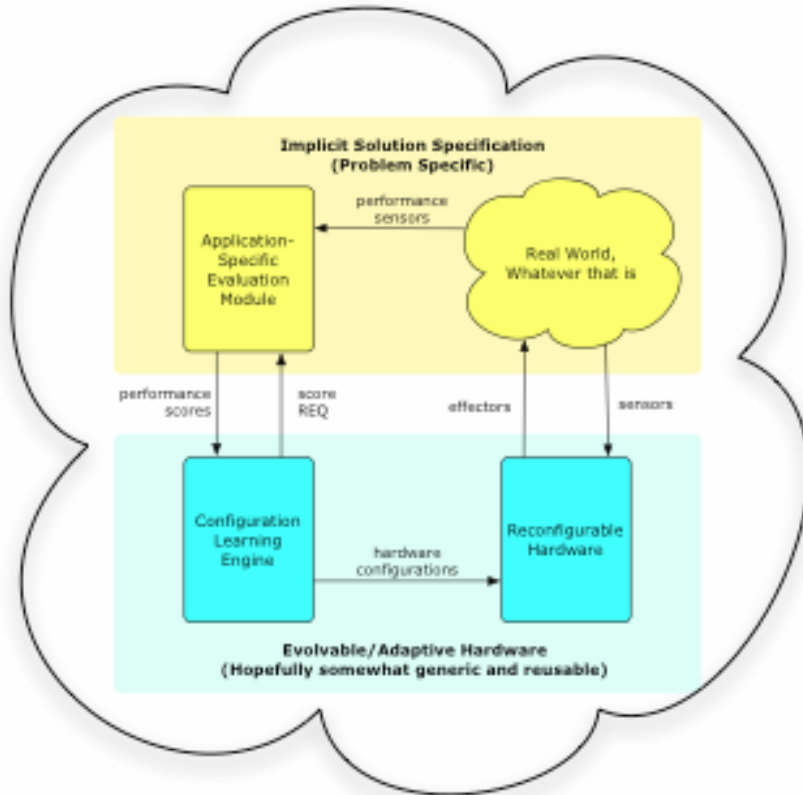 Implicit Solution Specification
(Problem Specific)
performance
sensors
Application-
Specific
Evaluation
Module
Real World,
Whatever that is
performance
scores
score
REQ
effectors
sensors
Configuration
Learning
Engine
hardware
configurations
Reconfigurable
Hardware
Evolvable/Adaptive Hardware
(Hopefully somewhat generic and reusable)